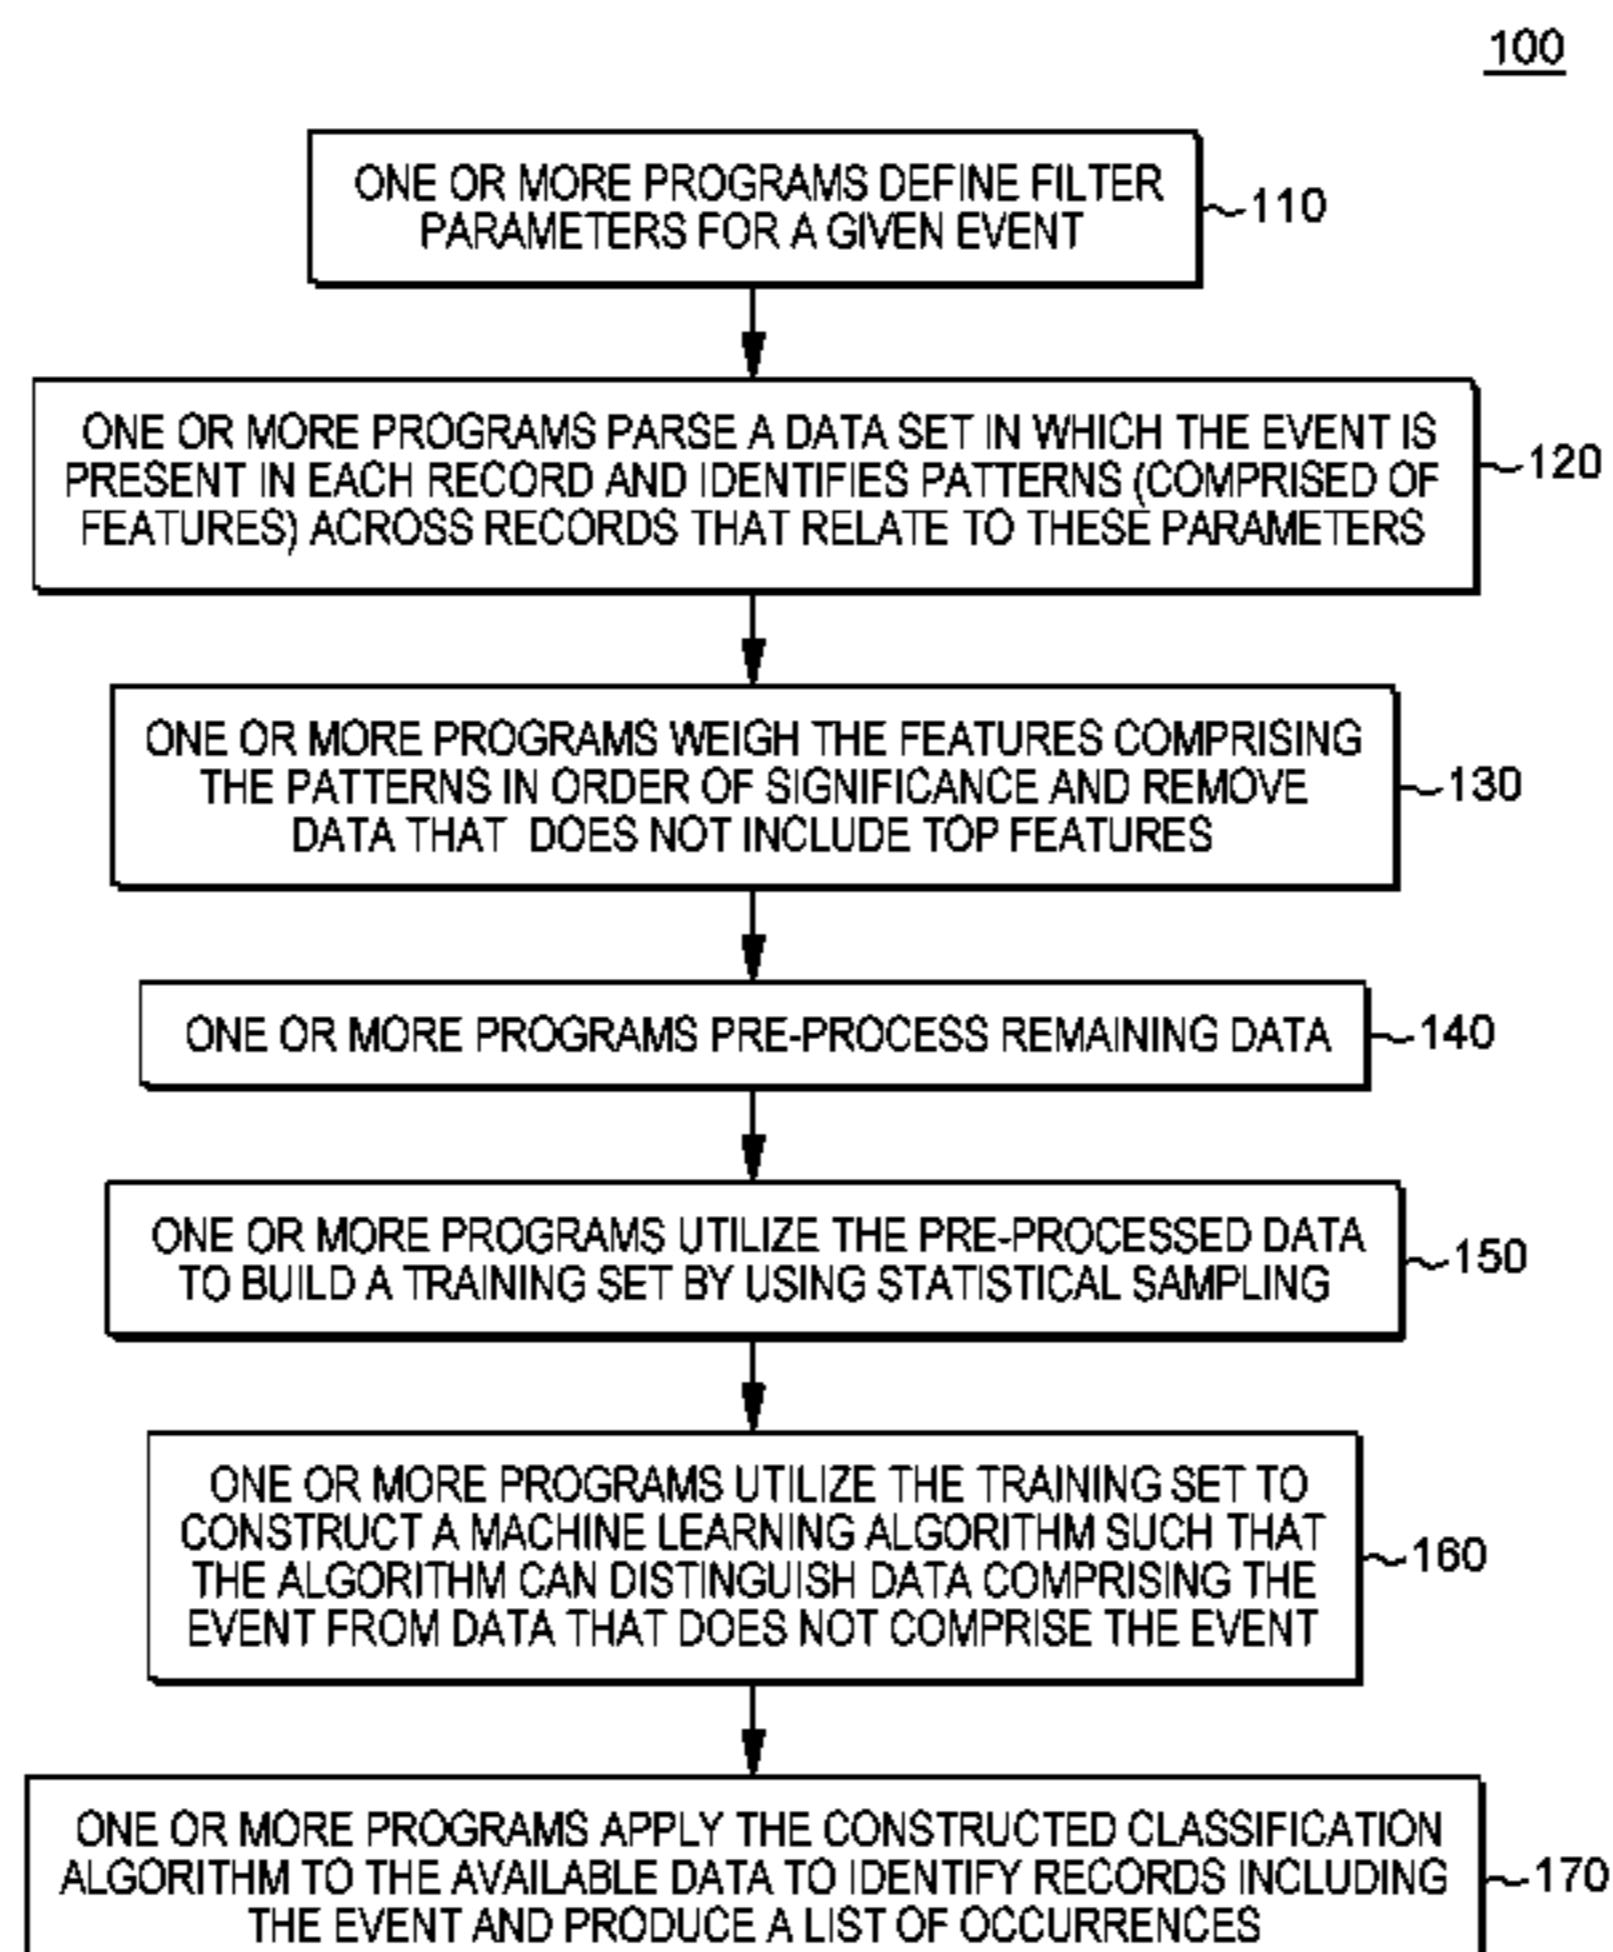 100
ONE OR MORE PROGRAMS DEFINE FILTER
PARAMETERS FOR A GIVEN EVENT
110
ONE OR MORE PROGRAMS PARSE A DATA SET IN WHICH THE EVENT IS
PRESENT IN EACH RECORD AND IDENTIFIES PATTERNS (COMPRISED OF
FEATURES) ACROSS RECORDS THAT RELATE TO THESE PARAMETERS
120
ONE OR MORE PROGRAMS WEIGH THE FEATURES COMPRISING
THE PATTERNS IN ORDER OF SIGNIFICANCE AND REMOVE
DATA THAT DOES NOT INCLUDE TOP FEATURES
130
ONE OR MORE PROGRAMS PRE-PROCESS REMAINING DATA
140
ONE OR MORE PROGRAMS UTILIZE THE PRE-PROCESSED DATA
TO BUILD A TRAINING SET BY USING STATISTICAL SAMPLING
150
ONE OR MORE PROGRAMS UTILIZE THE TRAINING SET TO
CONSTRUCT A MACHINE LEARNING ALGORITHM SUCH THAT
THE ALGORITHM CAN DISTINGUISH DATA COMPRISING THE
EVENT FROM DATA THAT DOES NOT COMPRISE THE EVENT
160
ONE OR MORE PROGRAMS APPLY THE CONSTRUCTED CLASSIFICATION
ALGORITHM TO THE AVAILABLE DATA TO IDENTIFY RECORDS INCLUDING
THE EVENT AND PRODUCE A LIST OF OCCURRENCES
170